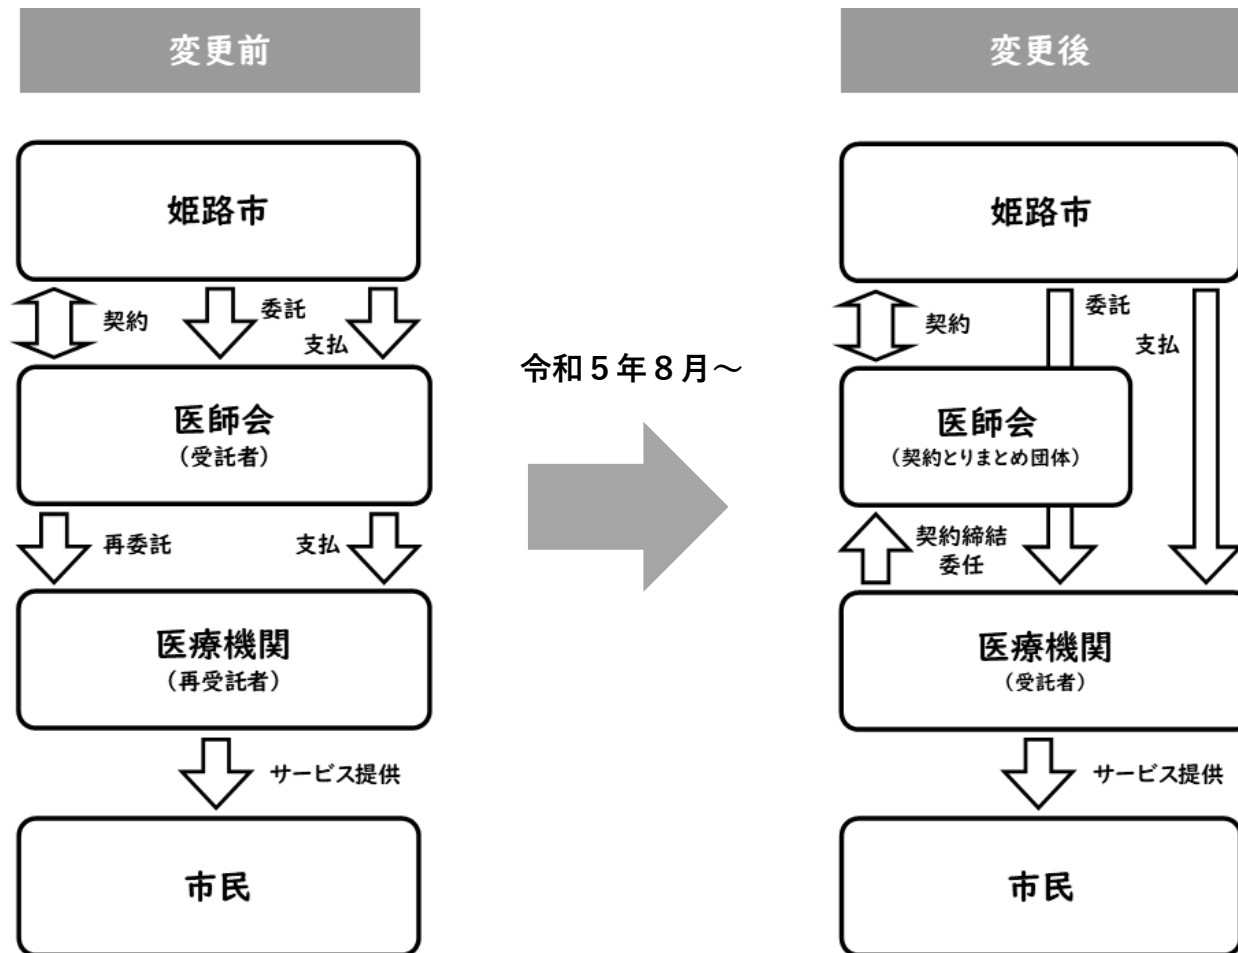 変更前
姫路市
契約
委託
支払
医師会
（受託者）
再委託
支払
医療機関
（再受託者）
サービス提供
市民
令和５年８月～
変更後
姫路市
契約
委託
支払
医師会
（契約とりまとめ団体）
契約締結
委任
医療機関
（受託者）
サービス提供
市民